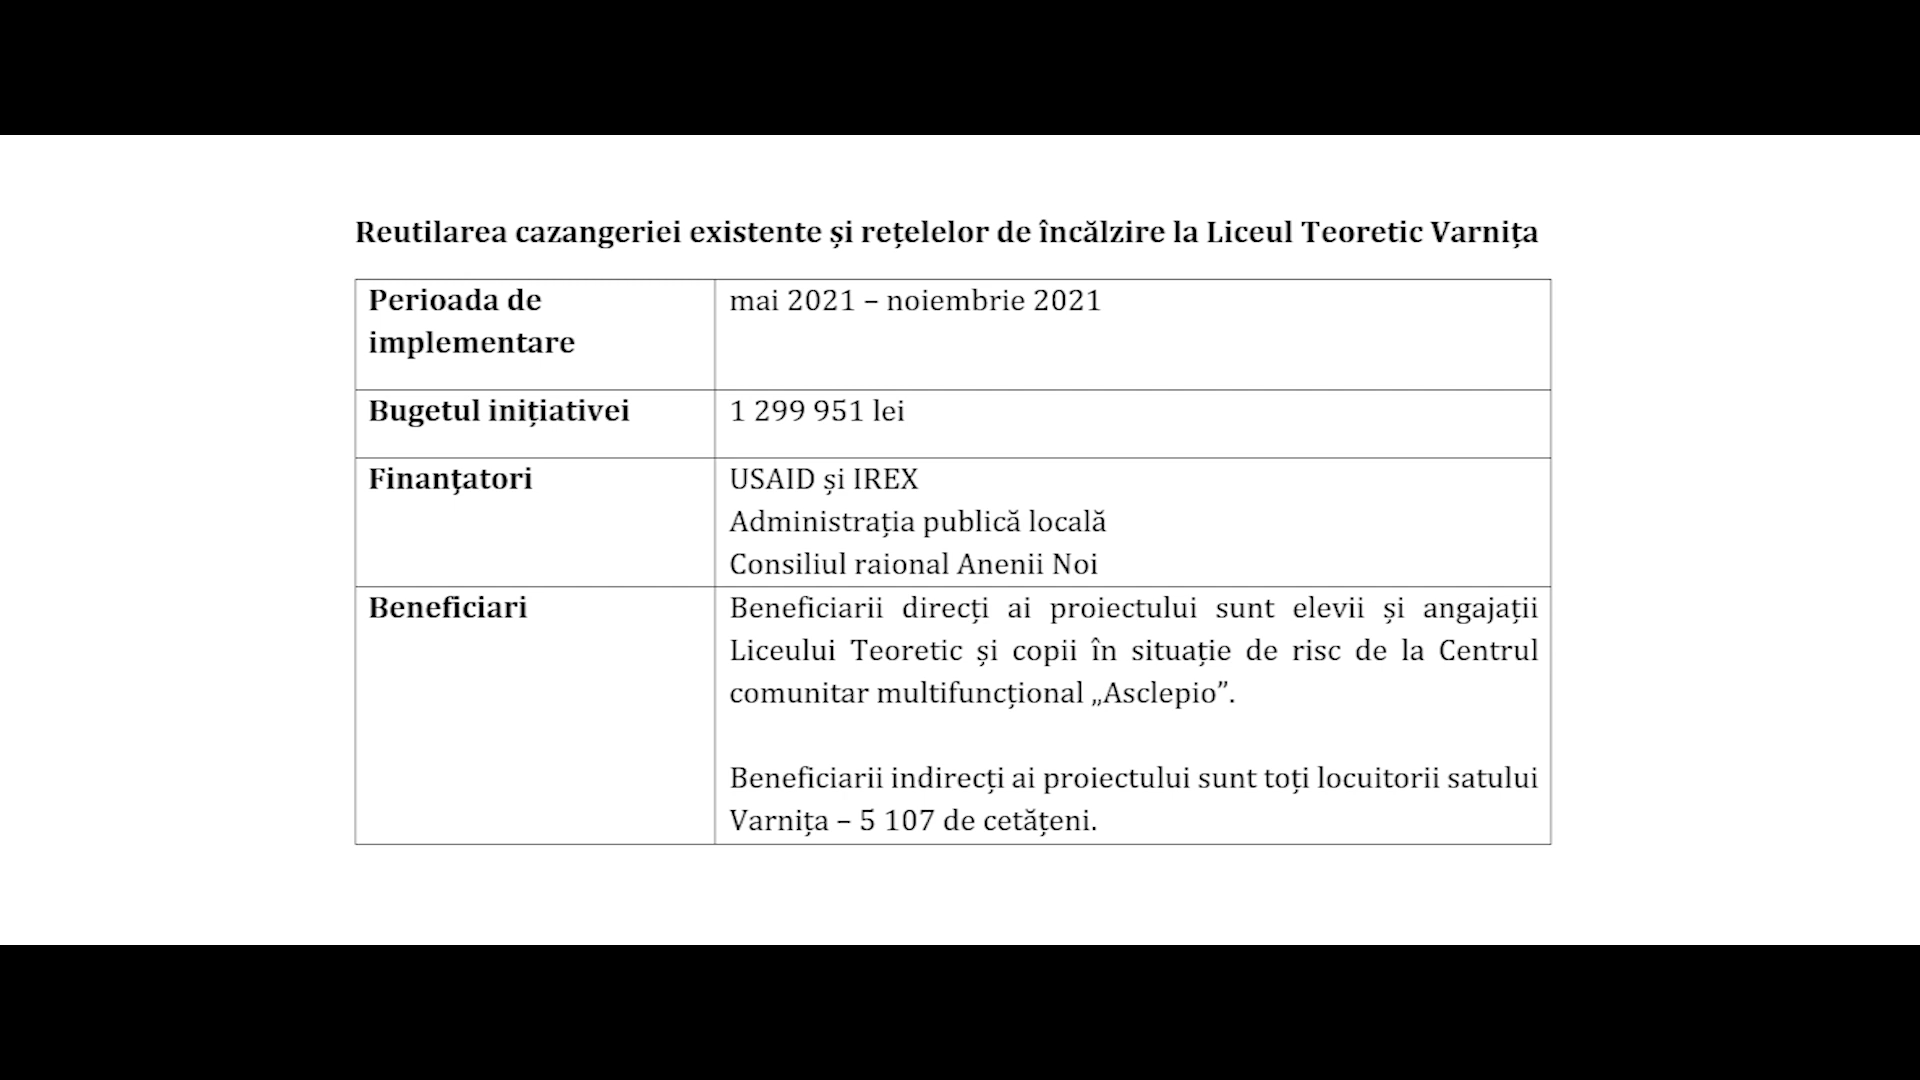 Reutilarea cazangeriei existente și rețelelor de încălzire la Liceul Teoretic Varnița
Perioada de
implementare
mai 2021 – noiembrie 2021
Bugetul inițiativei
1 299 951 lei
Finanţatori
USAID și IREX
Administrația publică locală
Consiliul raional Anenii Noi
Beneficiari
Beneficiarii direcți ai proiectului sunt elevii și angajații
Liceului Teoretic și copii în situație de risc de la Centrul
comunitar multifuncțional „Asclepio”.
Beneficiarii indirecți ai proiectului sunt toți locuitorii satului
Varnița – 5 107 de cetățeni.